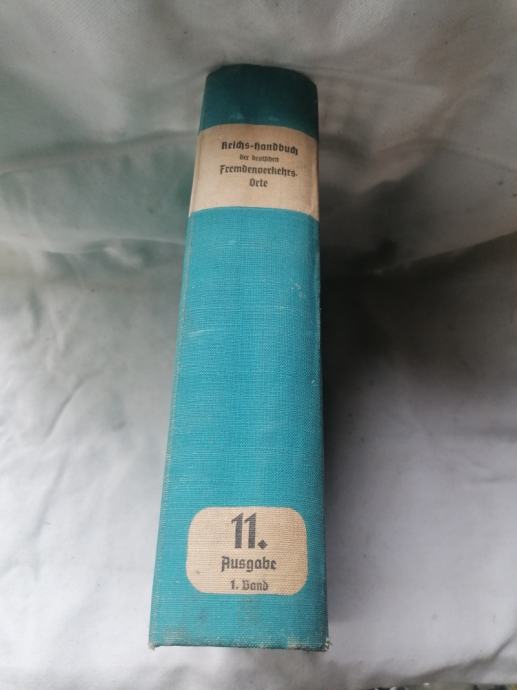 Reichs-Handbuch
der deutschen
Fremdenverkehrs-
Orte
11.
Ausgabe
1. Band